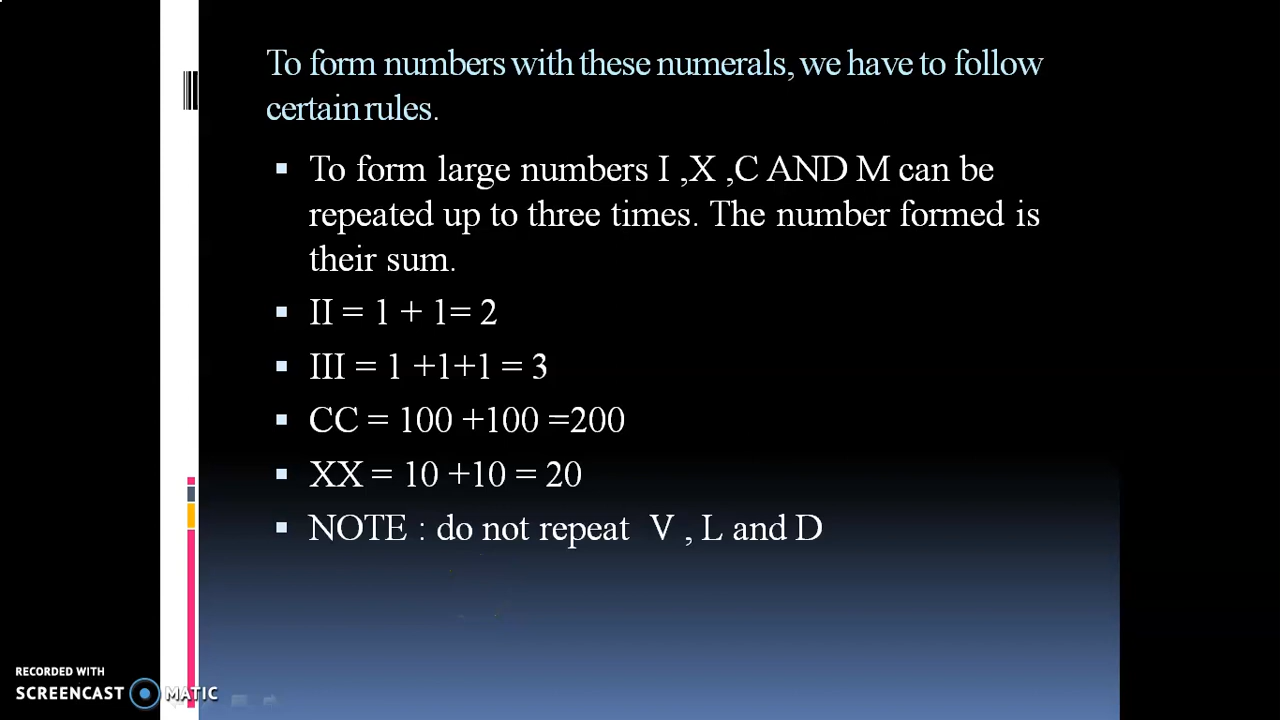 To form numbers with these numerals, we have to follow
certain rules.
▪ To form large numbers I ,X ,C AND M can be
repeated up to three times. The number formed is
their sum.
▪ II = 1 + 1= 2
▪ III = 1 +1+1 = 3
▪ CC = 100 +100 =200
▪ XX = 10 +10 = 20
▪ NOTE : do not repeat V , L and D
RECORDED WITH
SCREENCAST MATIC